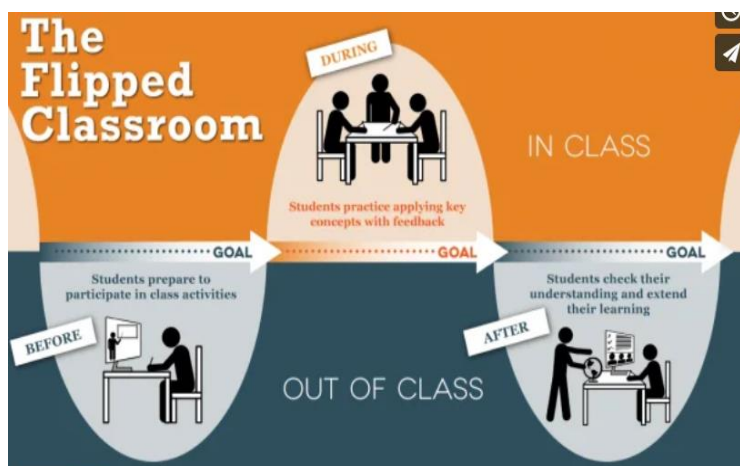 The
Flipped
Classroom
DURING
IN CLASS
Students practice applying key
concepts with feedback
GOAL
GOAL
GOAL
Students prepare to
participate in class activities
BEFORE
Students check their
understanding and extend
their learning
AFTER
OUT OF CLASS